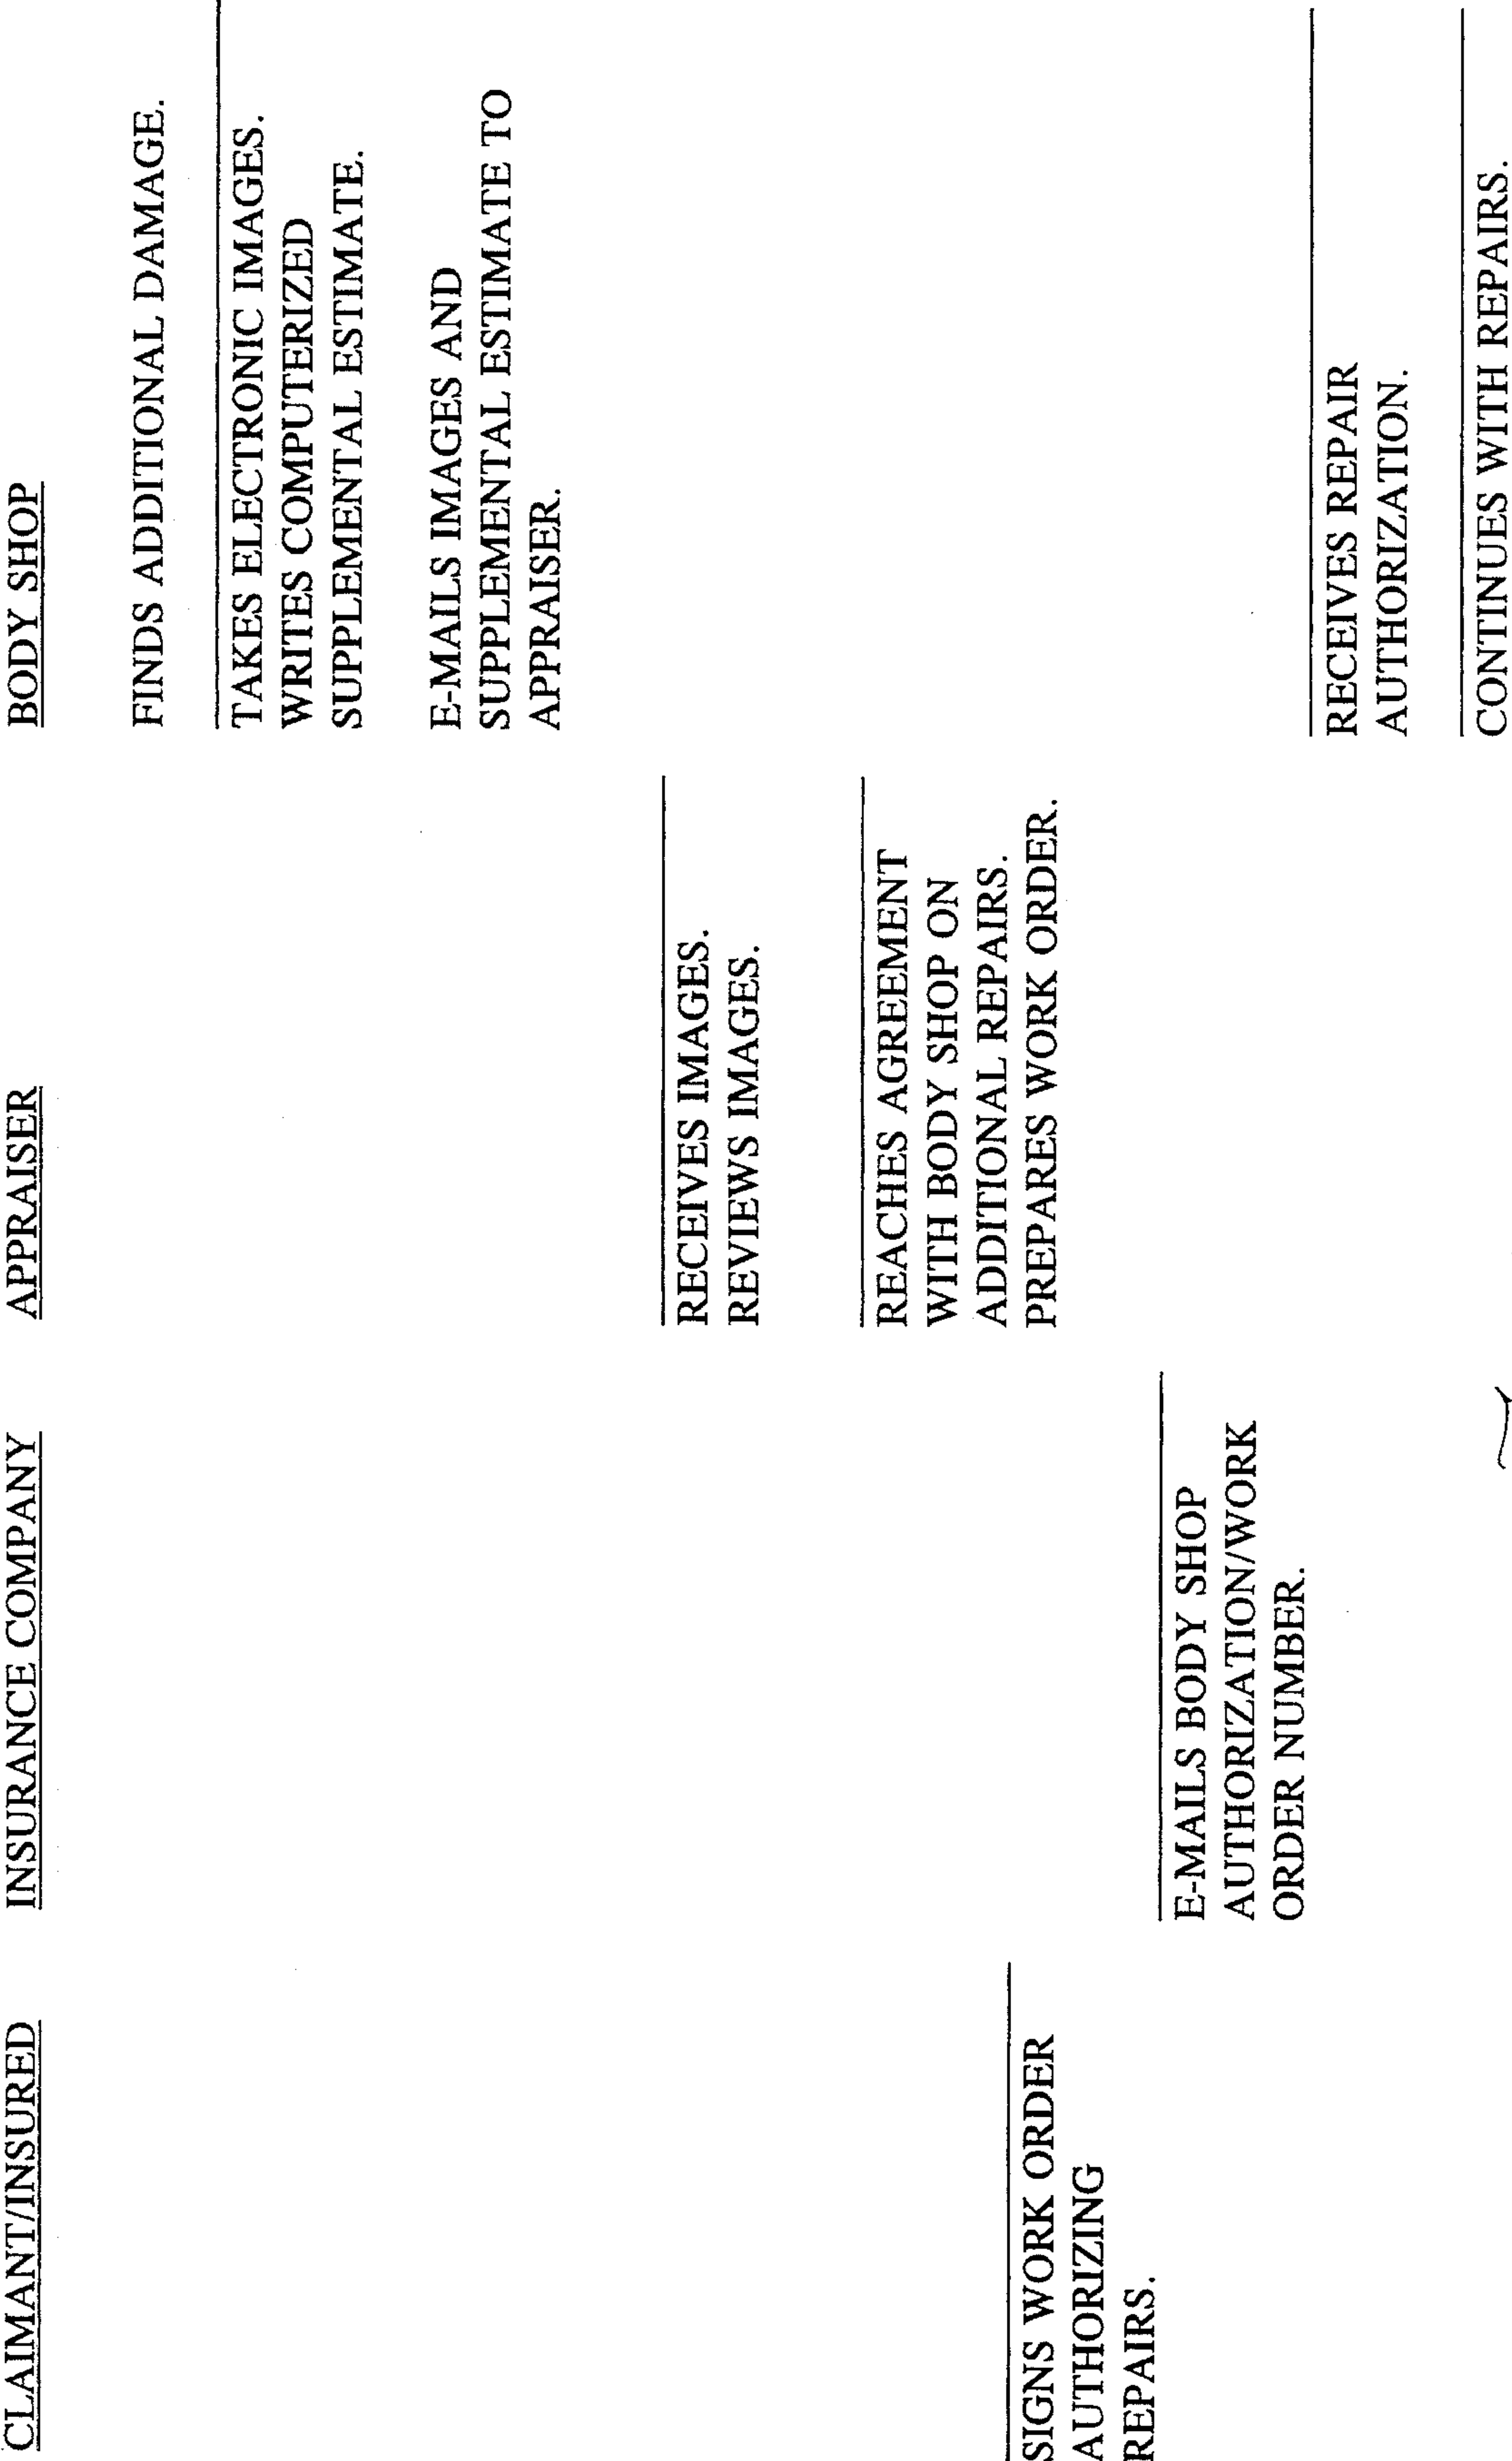 CLAIMANT/INSURED INSURANCE COMPANY APPRAISER BODY SHOP
FINDS ADDITIONAL DAMAGE.
TAKES ELECTRONIC IMAGES.
WRITES COMPUTERIZED
SUPPLEMENTAL ESTIMATE.
E-MAILS IMAGES AND
SUPPLEMENTAL ESTIMATE TO
APPRAISER.
RECEIVES IMAGES.
REVIEWS IMAGES.
REACHES AGREEMENT
WITH BODY SHOP ON
ADDITIONAL REPAIRS.
PREPARES WORK ORDER.
SIGNS WORK ORDER
AUTHORIZING
REPAIRS.
E-MAILS BODY SHOP
AUTHORIZATION/WORK
ORDER NUMBER.
RECEIVES REPAIR
AUTHORIZATION.
CONTINUES WITH REPAIRS.